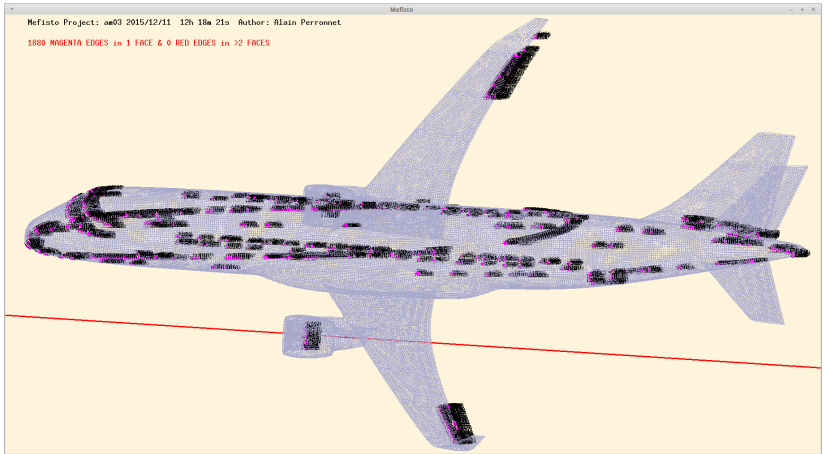 Mefisto
Mefisto Project: am03 2015/12/11 12h 18m 21s Author: Alain Perronnet
1880 MAGENTA EDGES in 1 FACE & 0 RED EDGES in >2 FACES